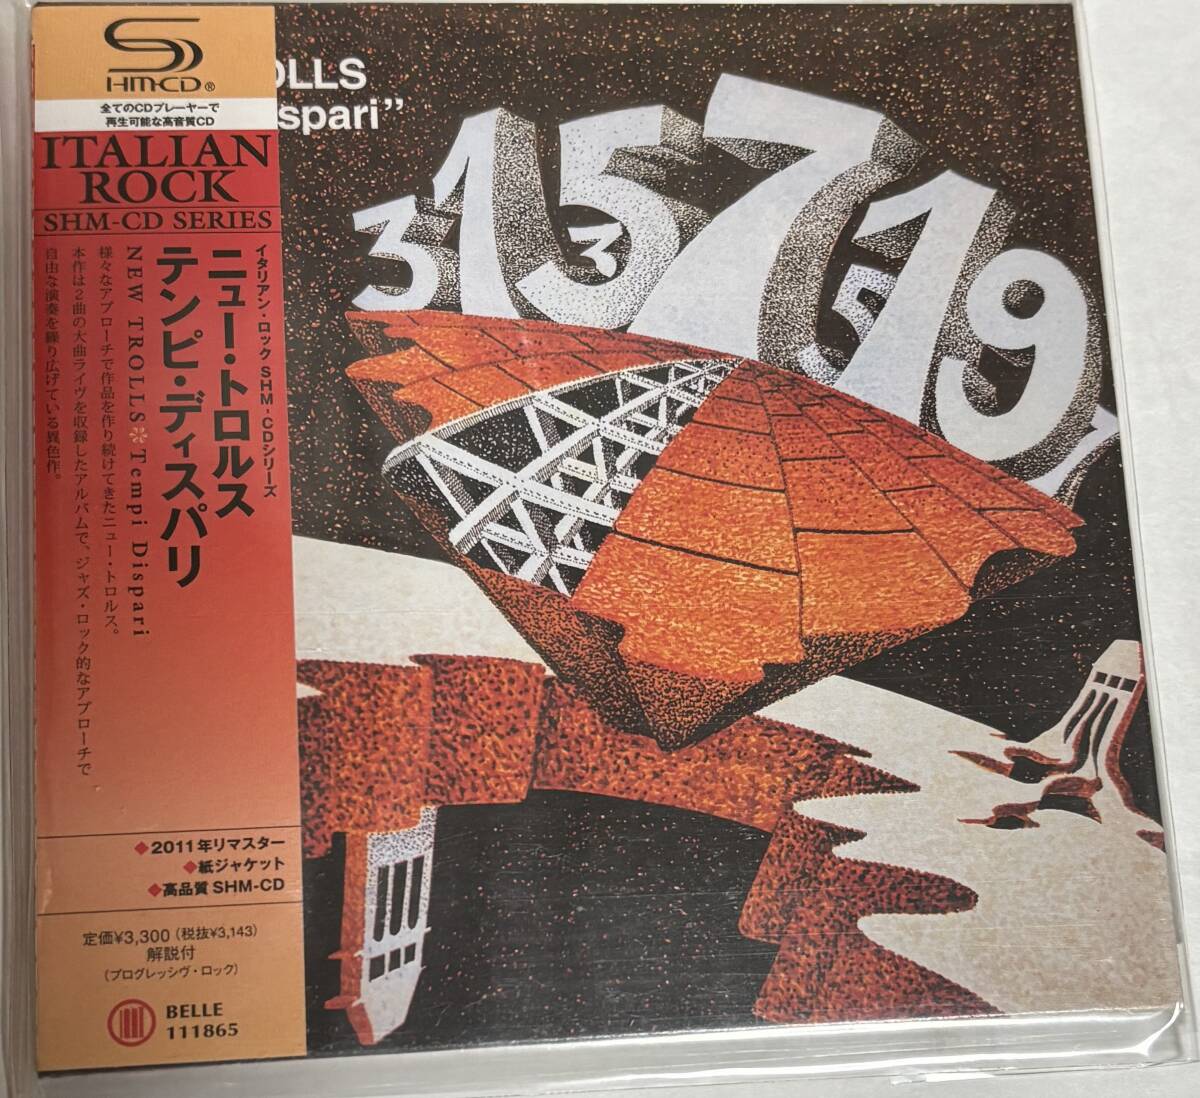 SHM-CD®
全てのCDプレーヤーで
再生可能な高音質CD
ITALIAN
ROCK
SHM-CD SERIES
イタリアン・ロック SHM-CDシリーズ
ニュー・トロルス
テンピ・ディスパリ
NEW TROLLS※Tempi Dispari
様々なアプローチで作品を作り続けてきたニュー・トロルス。
本作は2曲の大曲ライヴを収録したアルバムで、ジャズ・ロック的なアプローチで
自由な演奏を繰り広げている異色作。
◆2011年リマスター
◆紙ジャケット
◆高品質 SHM-CD
定価¥3,300(税抜¥3,143)
解説付
(プログレッシヴ・ロック)
BELLE
111865
OLLS
spari”
3 1 5 3 7 5 1 9 7